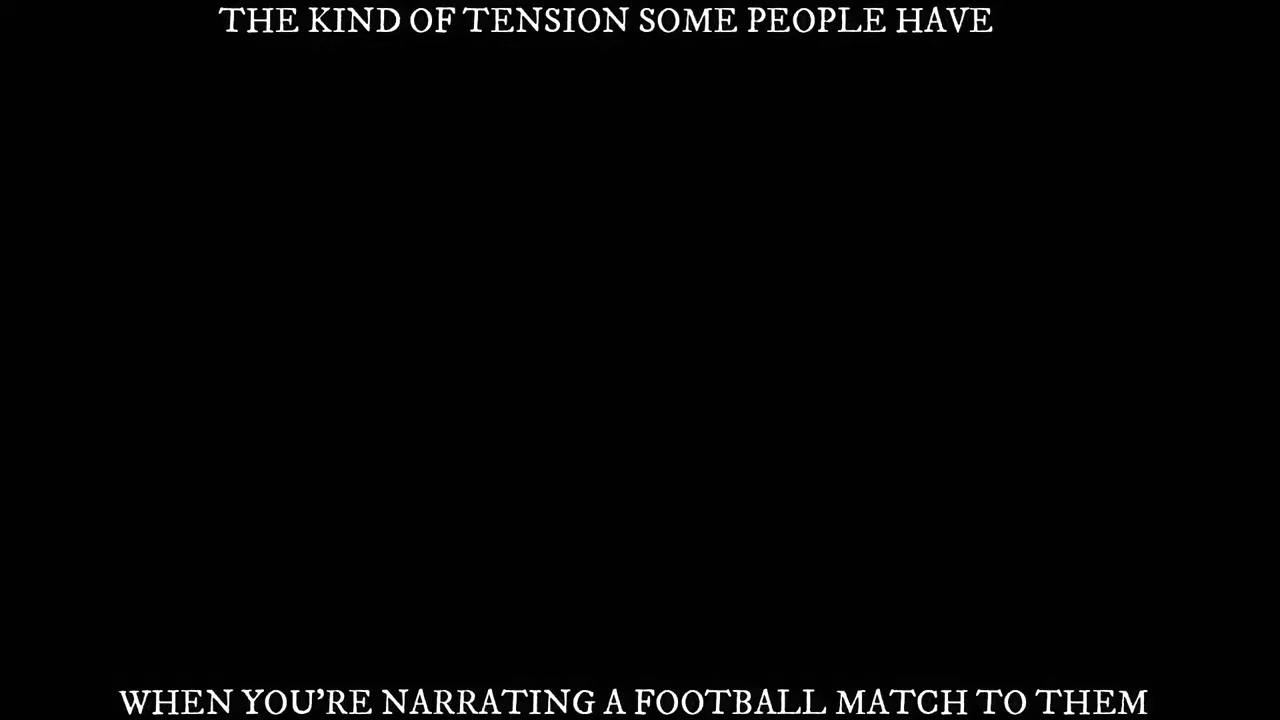 THE KIND OF TENSION SOME PEOPLE HAVE
WHEN YOU'RE NARRATING A FOOTBALL MATCH TO THEM